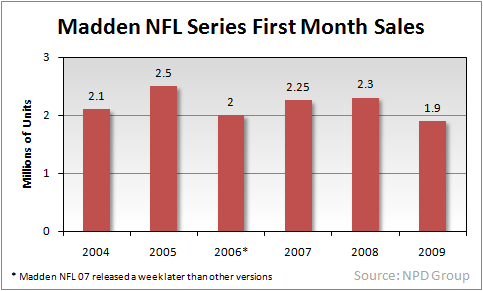 Madden NFL Series First Month Sales
Millions of Units
3
2
1
0
2.1
2.5
2
2.25
2.3
1.9
2004 2005 2006* 2007 2008 2009
* Madden NFL 07 released a week later than other versions
Source: NPD Group